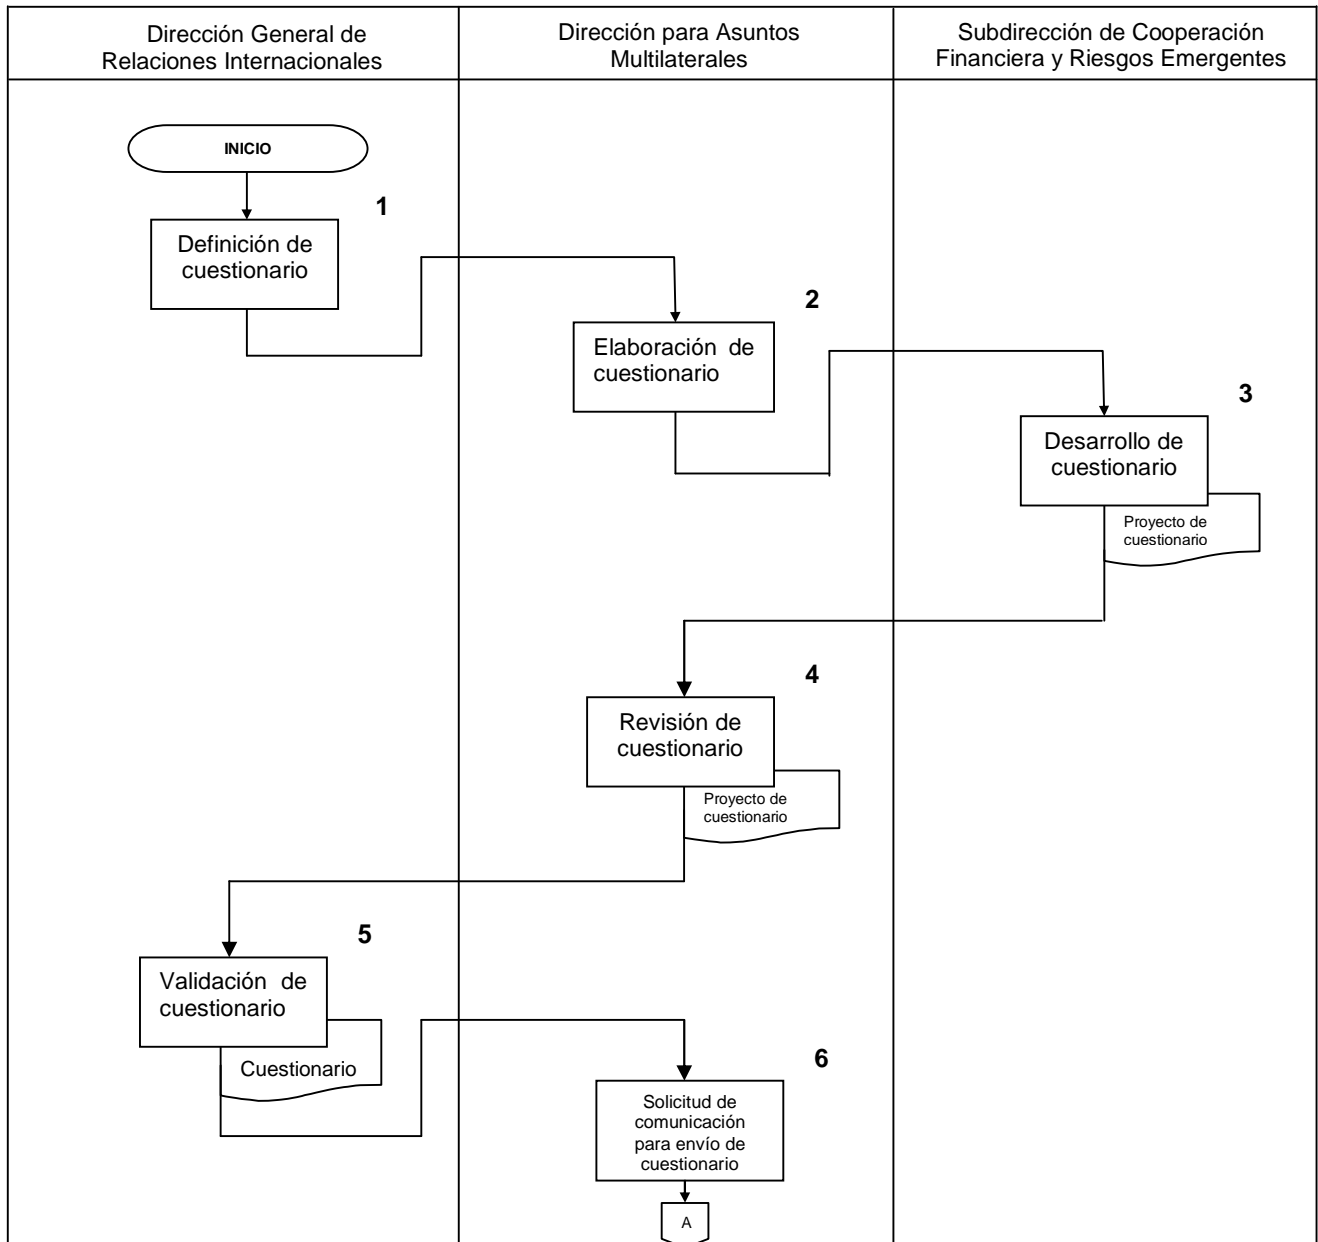 Dirección General de
Relaciones Internacionales
Dirección para Asuntos
Multilaterales
Subdirección de Cooperación
Financiera y Riesgos Emergentes
INICIO
1
Definición de
cuestionario
2
Elaboración de
cuestionario
3
Desarrollo de
cuestionario
Proyecto de
cuestionario
4
Revisión de
cuestionario
Proyecto de
cuestionario
5
Validación de
cuestionario
Cuestionario
6
Solicitud de
comunicación
para envío de
cuestionario
A